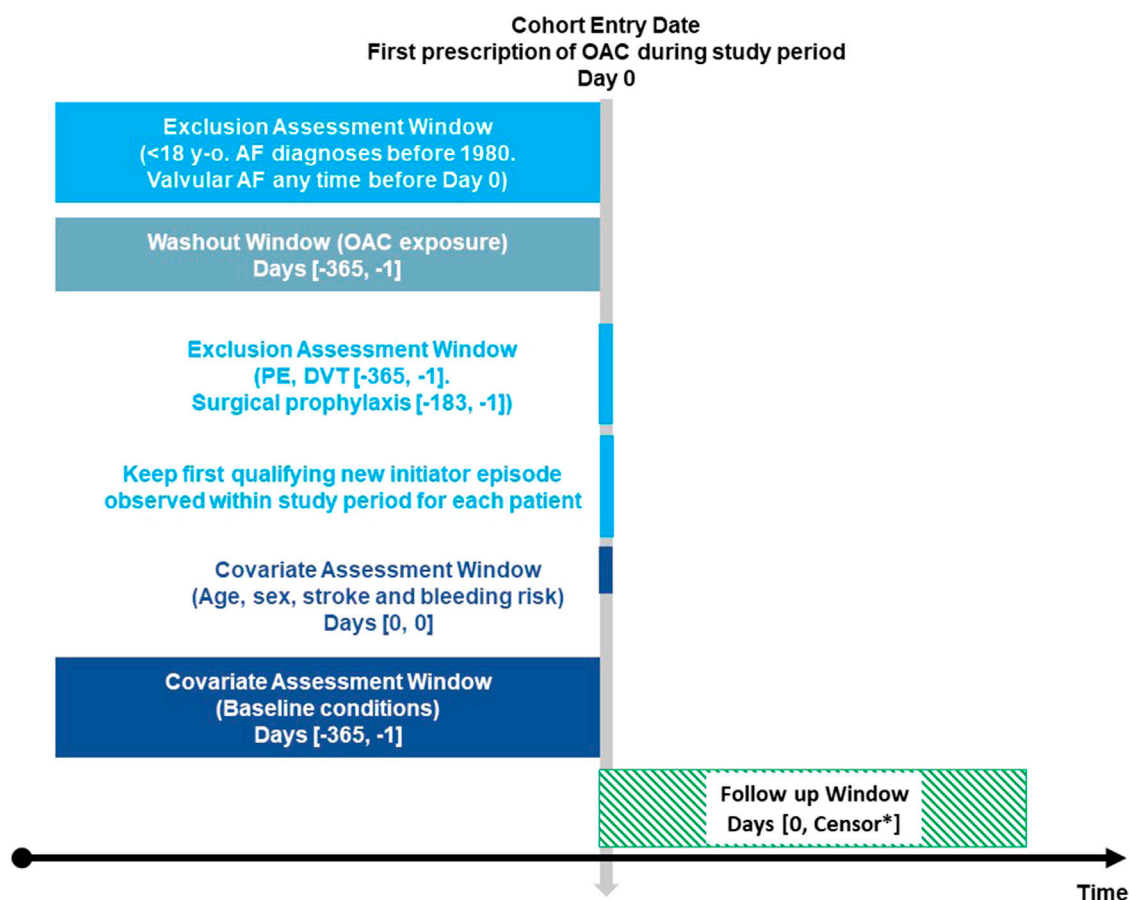 Cohort Entry Date
First prescription of OAC during study period
Day 0
Exclusion Assessment Window
(<18 y-o. AF diagnoses before 1980.
Valvular AF any time before Day 0)
Washout Window (OAC exposure)
Days [-365, -1]
Exclusion Assessment Window
(PE, DVT [-365, -1].
Surgical prophylaxis [-183, -1])
Keep first qualifying new initiator episode
observed within study period for each patient
Covariate Assessment Window
(Age, sex, stroke and bleeding risk)
Days [0, 0]
Covariate Assessment Window
(Baseline conditions)
Days [-365, -1]
Follow up Window
Days [0, Censor*]
Time